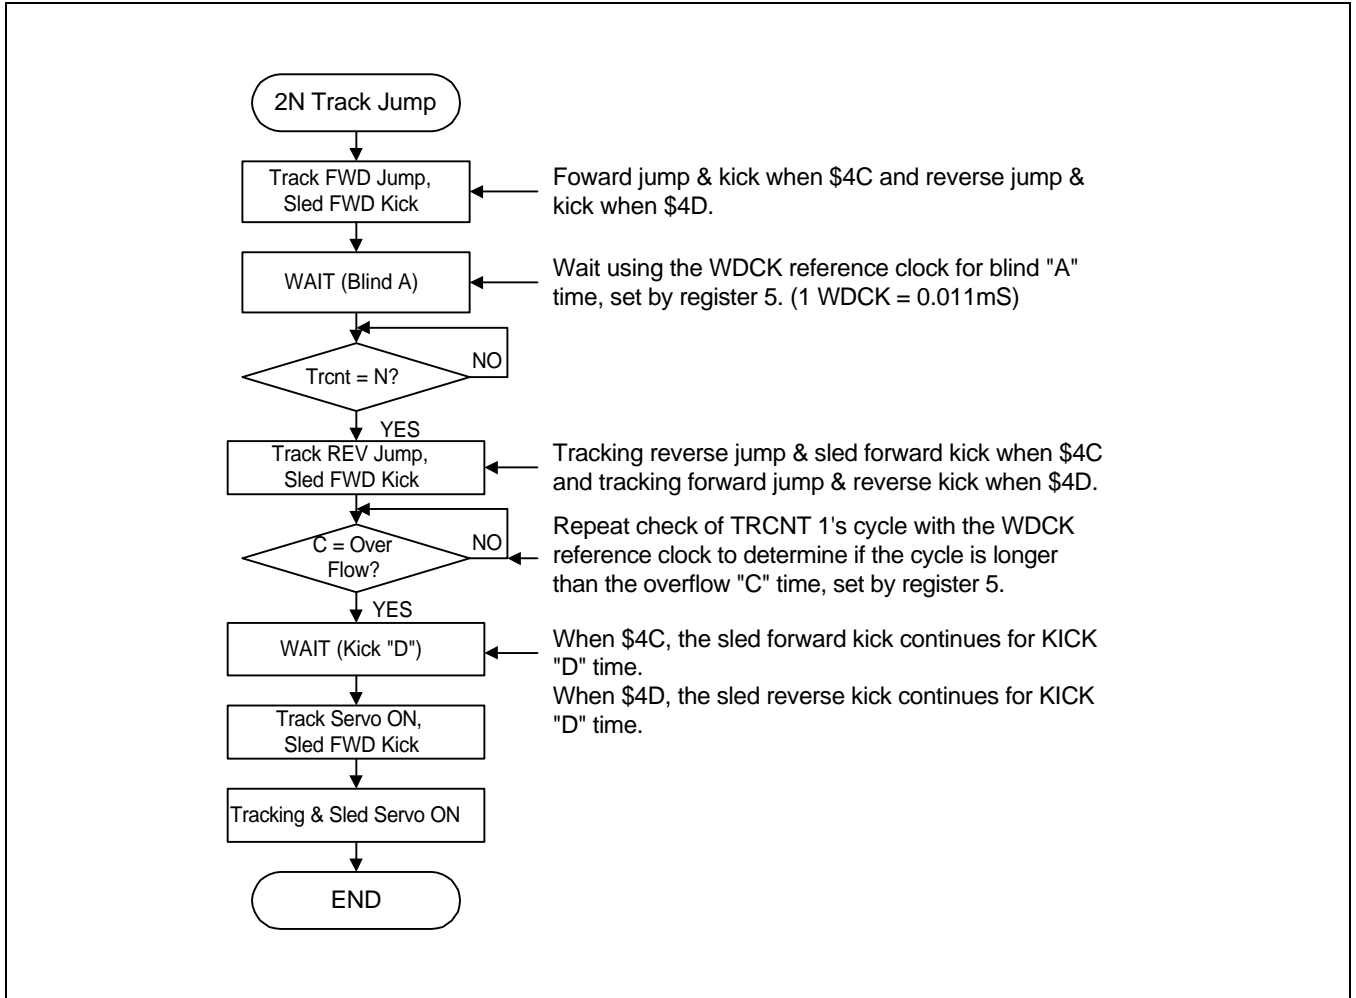 2N Track Jump
Track FWD Jump,
Sled FWD Kick
Foward jump & kick when $4C and reverse jump &
kick when $4D.
WAIT (Blind A)
Wait using the WDCK reference clock for blind "A"
time, set by register 5. (1 WDCK = 0.011mS)
Trcnt = N?
NO
YES
Track REV Jump,
Sled FWD Kick
Tracking reverse jump & sled forward kick when $4C
and tracking forward jump & reverse kick when $4D.
C = Over
Flow?
NO
Repeat check of TRCNT 1's cycle with the WDCK
reference clock to determine if the cycle is longer
than the overflow "C" time, set by register 5.
YES
WAIT (Kick "D")
When $4C, the sled forward kick continues for KICK
"D" time.
When $4D, the sled reverse kick continues for KICK
"D" time.
Track Servo ON,
Sled FWD Kick
Tracking & Sled Servo ON
END